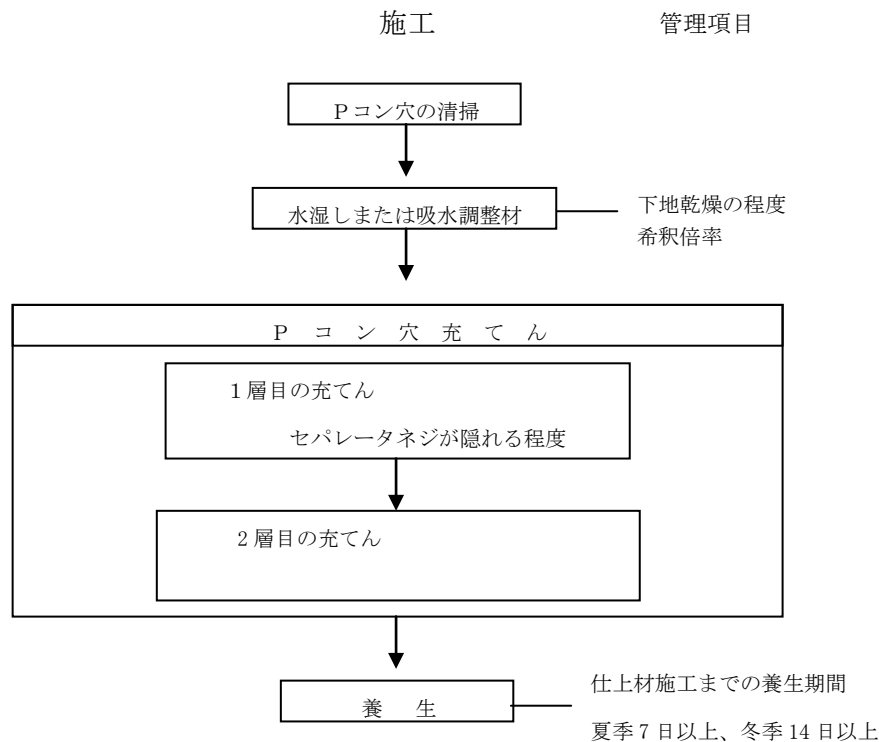 施工　管理項目
Pコン穴の清掃
水湿しまたは吸水調整材
下地乾燥の程度
希釈倍率
P コ ン 穴 充 て ん
1層目の充てん
セパレータネジが隠れる程度
2層目の充てん
養 生
仕上材施工までの養生期間
夏季7日以上、冬季14日以上